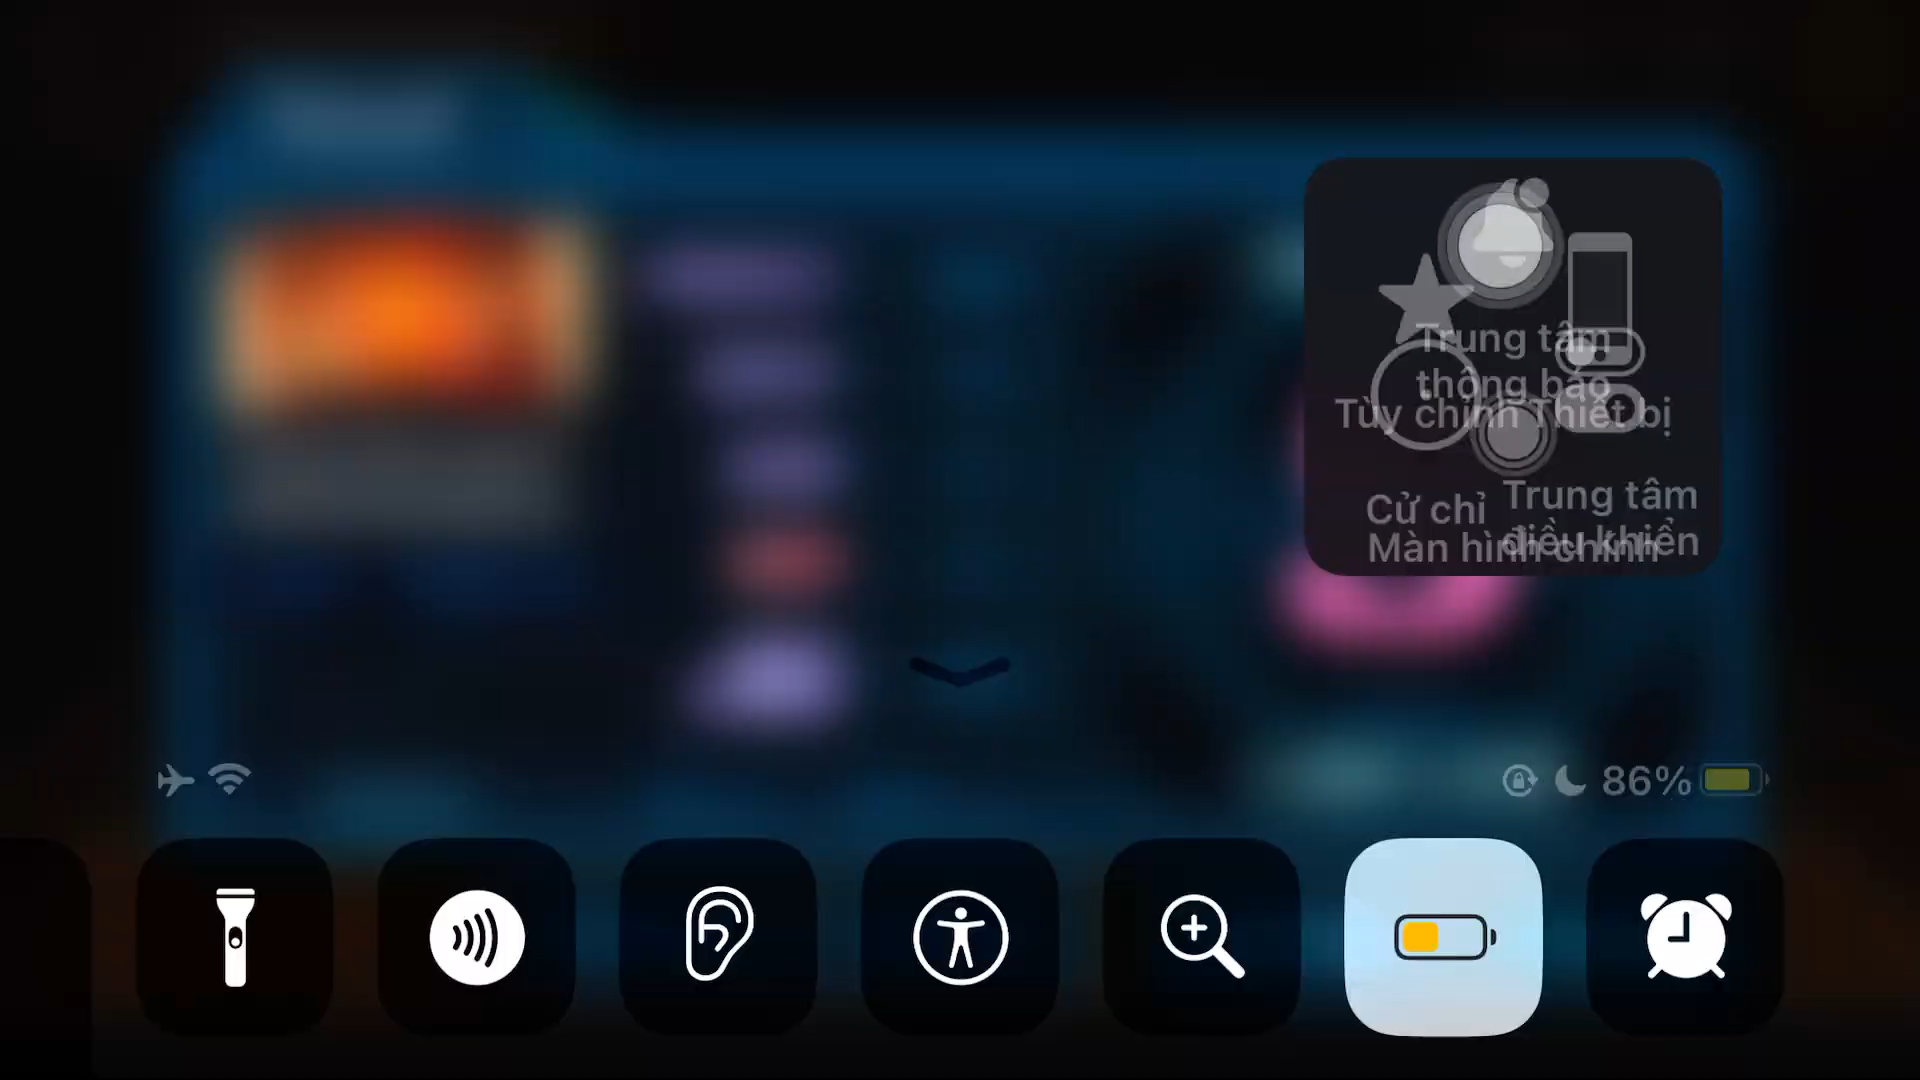 Trung tâm
thông báo
Tùy chỉnh Thiết bị
Cử chỉ
Trung tâm
điều khiển
Màn hình chính
86%